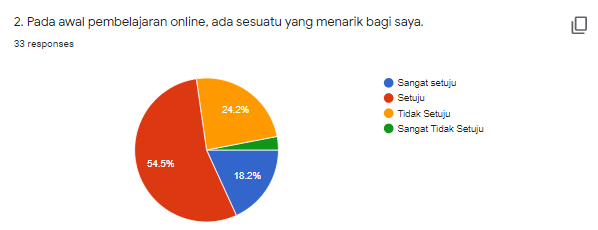 2. Pada awal pembelajaran online, ada sesuatu yang menarik bagi saya.
33 responses
Sangat setuju
Setuju
Tidak Setuju
Sangat Tidak Setuju
24.2%
54.5%
18.2%